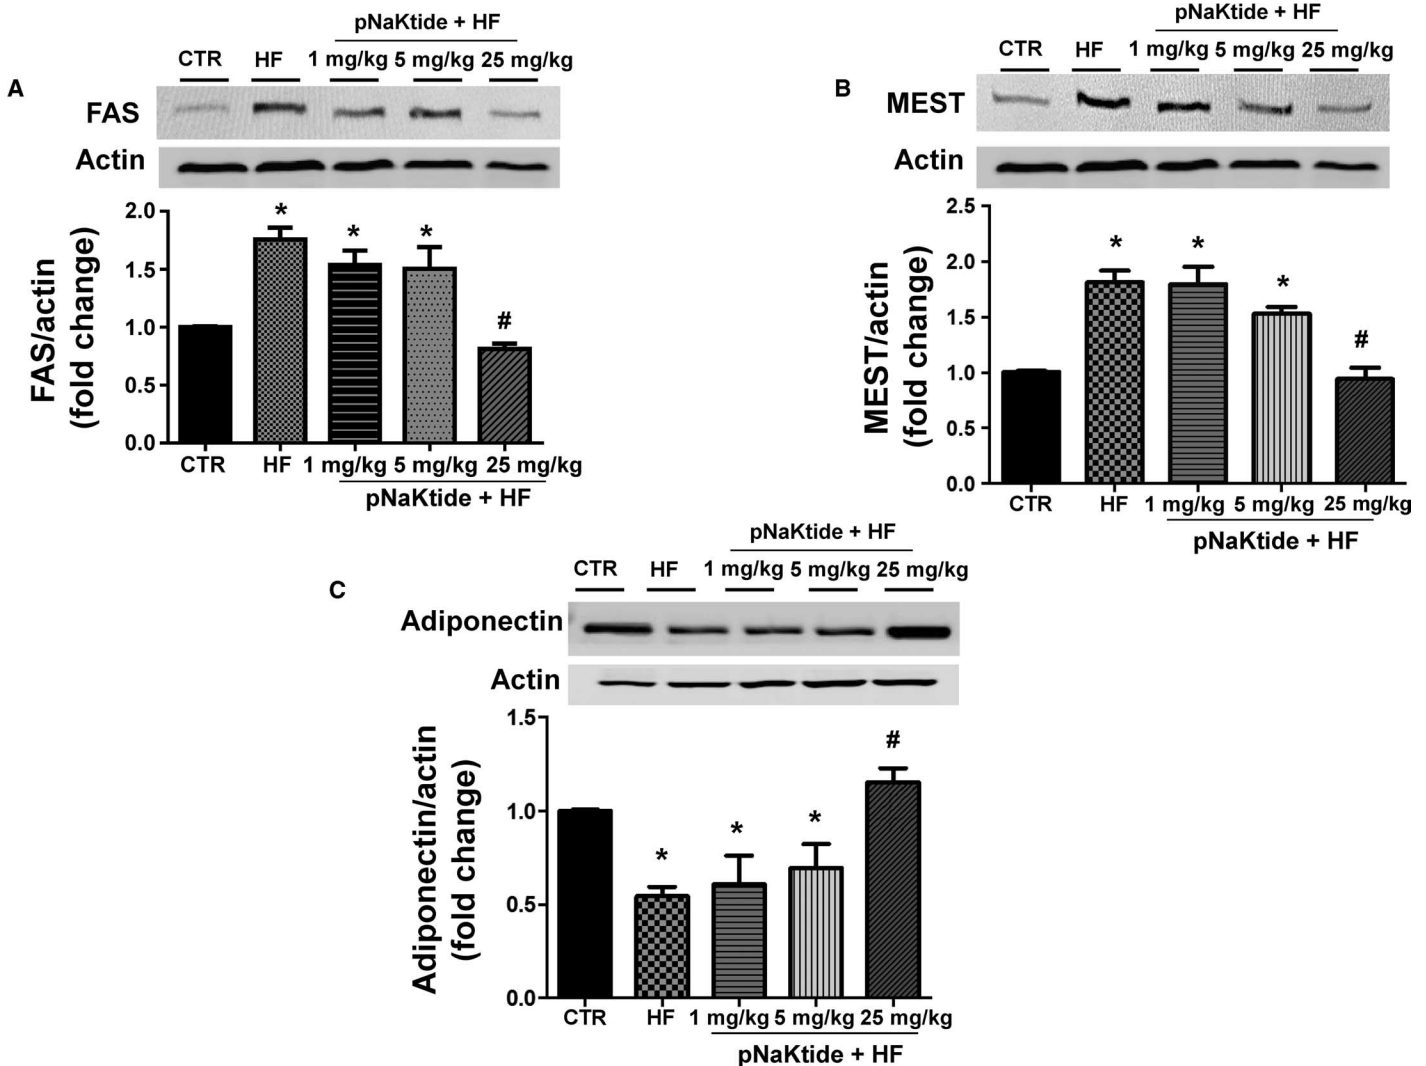 pNaKtide + HF
CTR HF 1 mg/kg 5 mg/kg 25 mg/kg
A
FAS
Actin
* * * #
2.0
1.5
1.0
0.5
0.0
FAS/actin
(fold change)
CTR HF 1 mg/kg 5 mg/kg 25 mg/kg
pNaKtide + HF
pNaKtide + HF
CTR HF 1 mg/kg 5 mg/kg 25 mg/kg
B
MEST
Actin
* * * #
2.5
2.0
1.5
1.0
0.5
0.0
MEST/actin
(fold change)
CTR HF 1 mg/kg 5 mg/kg 25 mg/kg
pNaKtide + HF
pNaKtide + HF
CTR HF 1 mg/kg 5 mg/kg 25 mg/kg
C
Adiponectin
Actin
* * * #
1.5
1.0
0.5
0.0
Adiponectin/actin
(fold change)
CTR HF 1 mg/kg 5 mg/kg 25 mg/kg
pNaKtide + HF